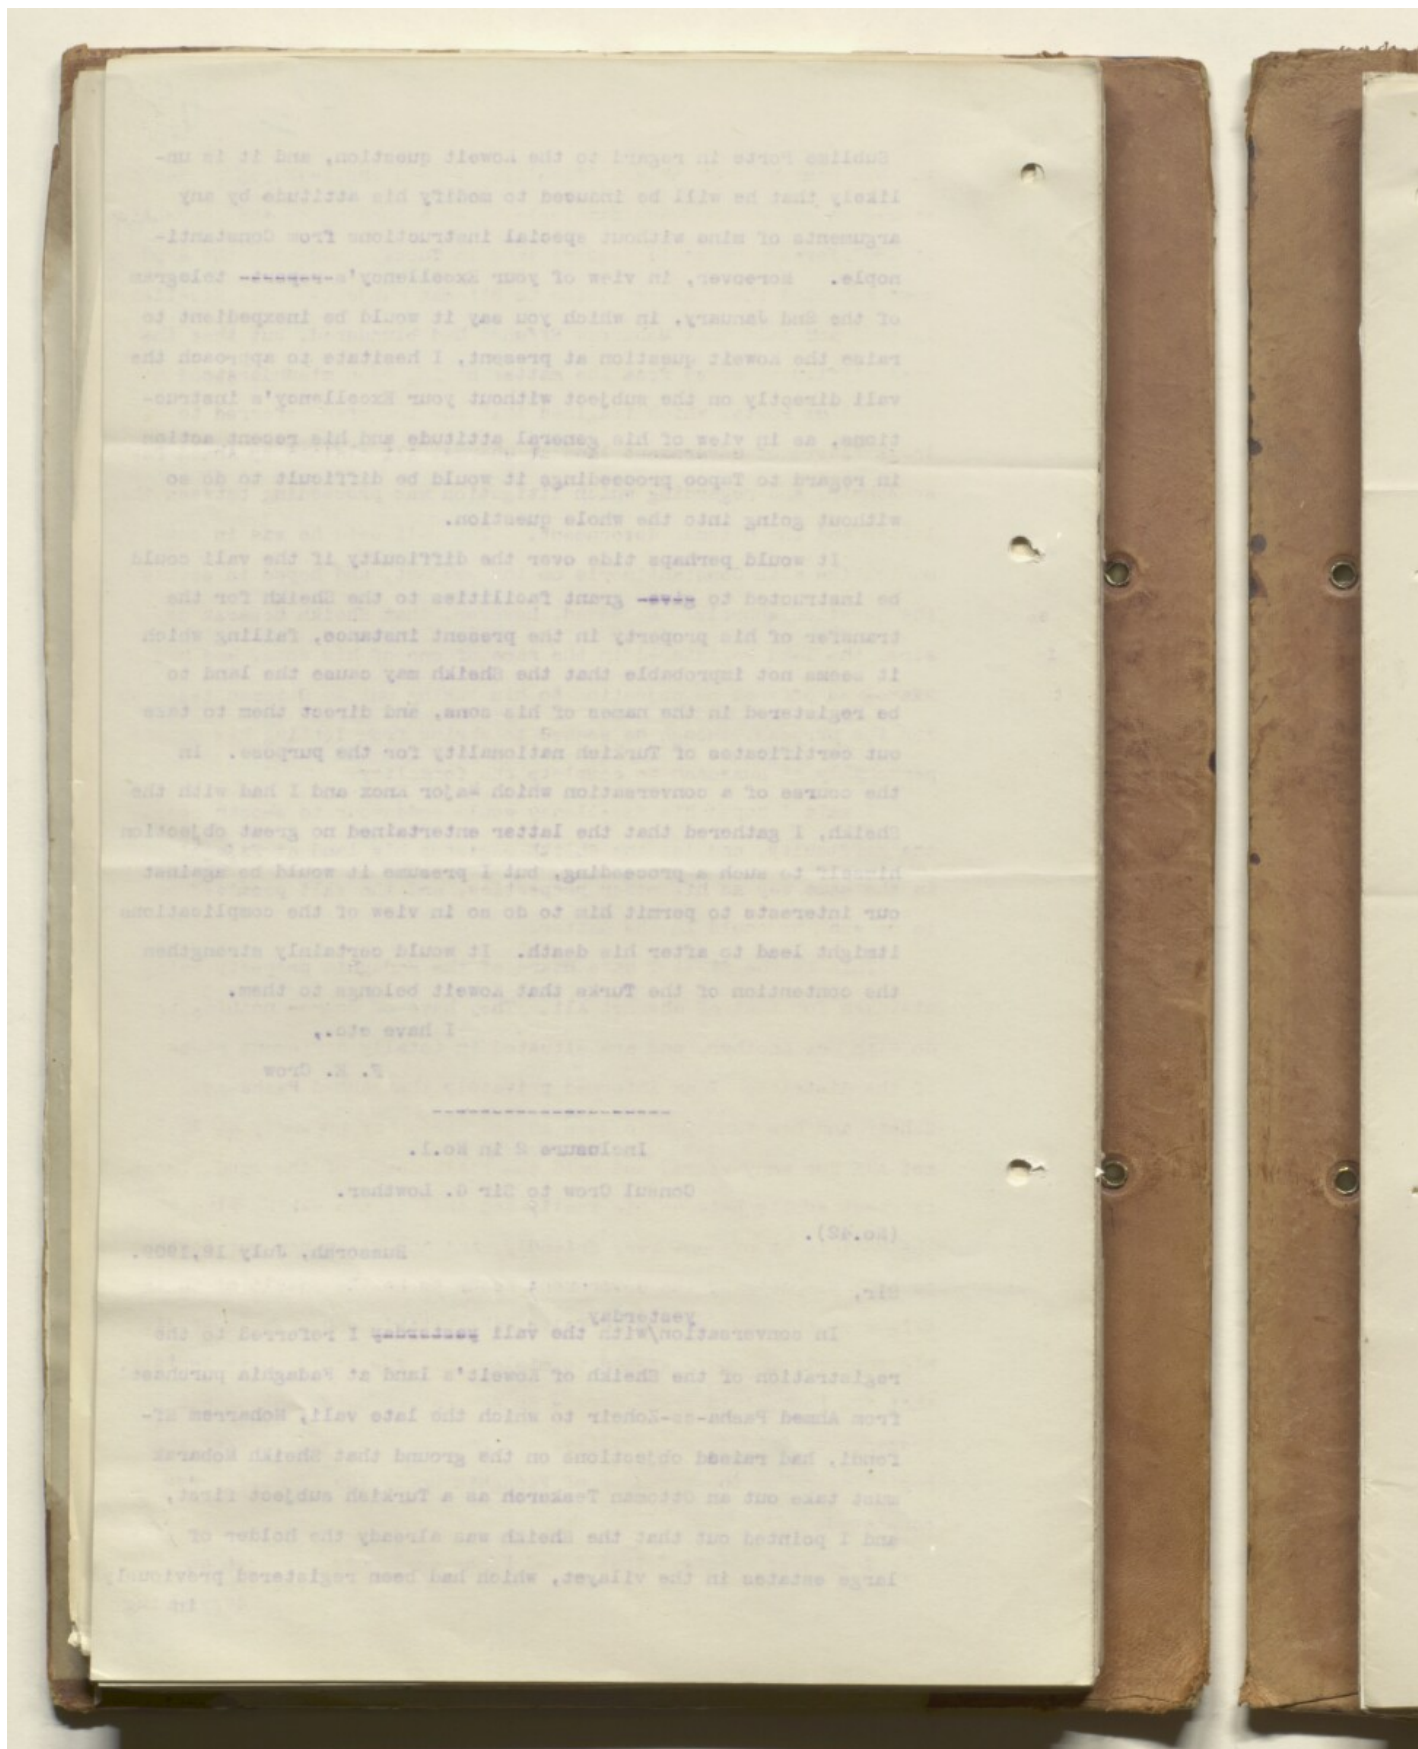 Sublime Porte in regard to the Koweit question, and it is un-
likely that he will be induced to modify his attitude by any
arguments of mine without special instructions from Constanti-
nople. Moreover, in view of your Excellency's repeat telegram
of the 2nd January, in which you say it would be inexpedient to
raise the Koweit question at present, I hesitate to approach the
vali directly on the subject without your Excellency's instruc-
tions, as in view of his general attitude and his recent action
in regard to Tapoo proceedings it would be difficult to do so
without going into the whole question.
It would perhaps tide over the difficulty if the vali could
be instructed to give grant facilities to the Sheikh for the
transfer of his property in the present instance, failing which
it seems not improbable that the Sheikh may cause the land to
be registered in the names of his sons, and direct them to take
out certificates of Turkish nationality for the purpose. In
the course of a conversation which Major Knox and I had with the
Sheikh, I gathered that the latter entertained no great objection
himself to such a proceeding, but I presume it would be against
our interests to permit him to do so in view of the complications
itmight lead to after his death. It would certainly strengthen
the contention of the Turks that Koweit belongs to them.
I have etc.,
F. E. Crow
--------------------
Inclosure 2 in No.1.
Consul Crow to Sir G. Lowther.
(No.42).
Bussorah, July 19,1909.
Sir,
yesterday
In conversation/with the vali yesterday I referred to the
registration of the Sheikh of Koweit's land at Fadaghia purchased
from Ahmed Pasha-es-Zoheir to which the late vali, Moharrem Ef-
fendi, had raised objections on the ground that Sheikh Mobarak
must take out an Ottoman Teskereh as a Turkish subject first,
and I pointed out that the Sheikh was already the holder of
large estates in the vilayet, which had been registered previously
in